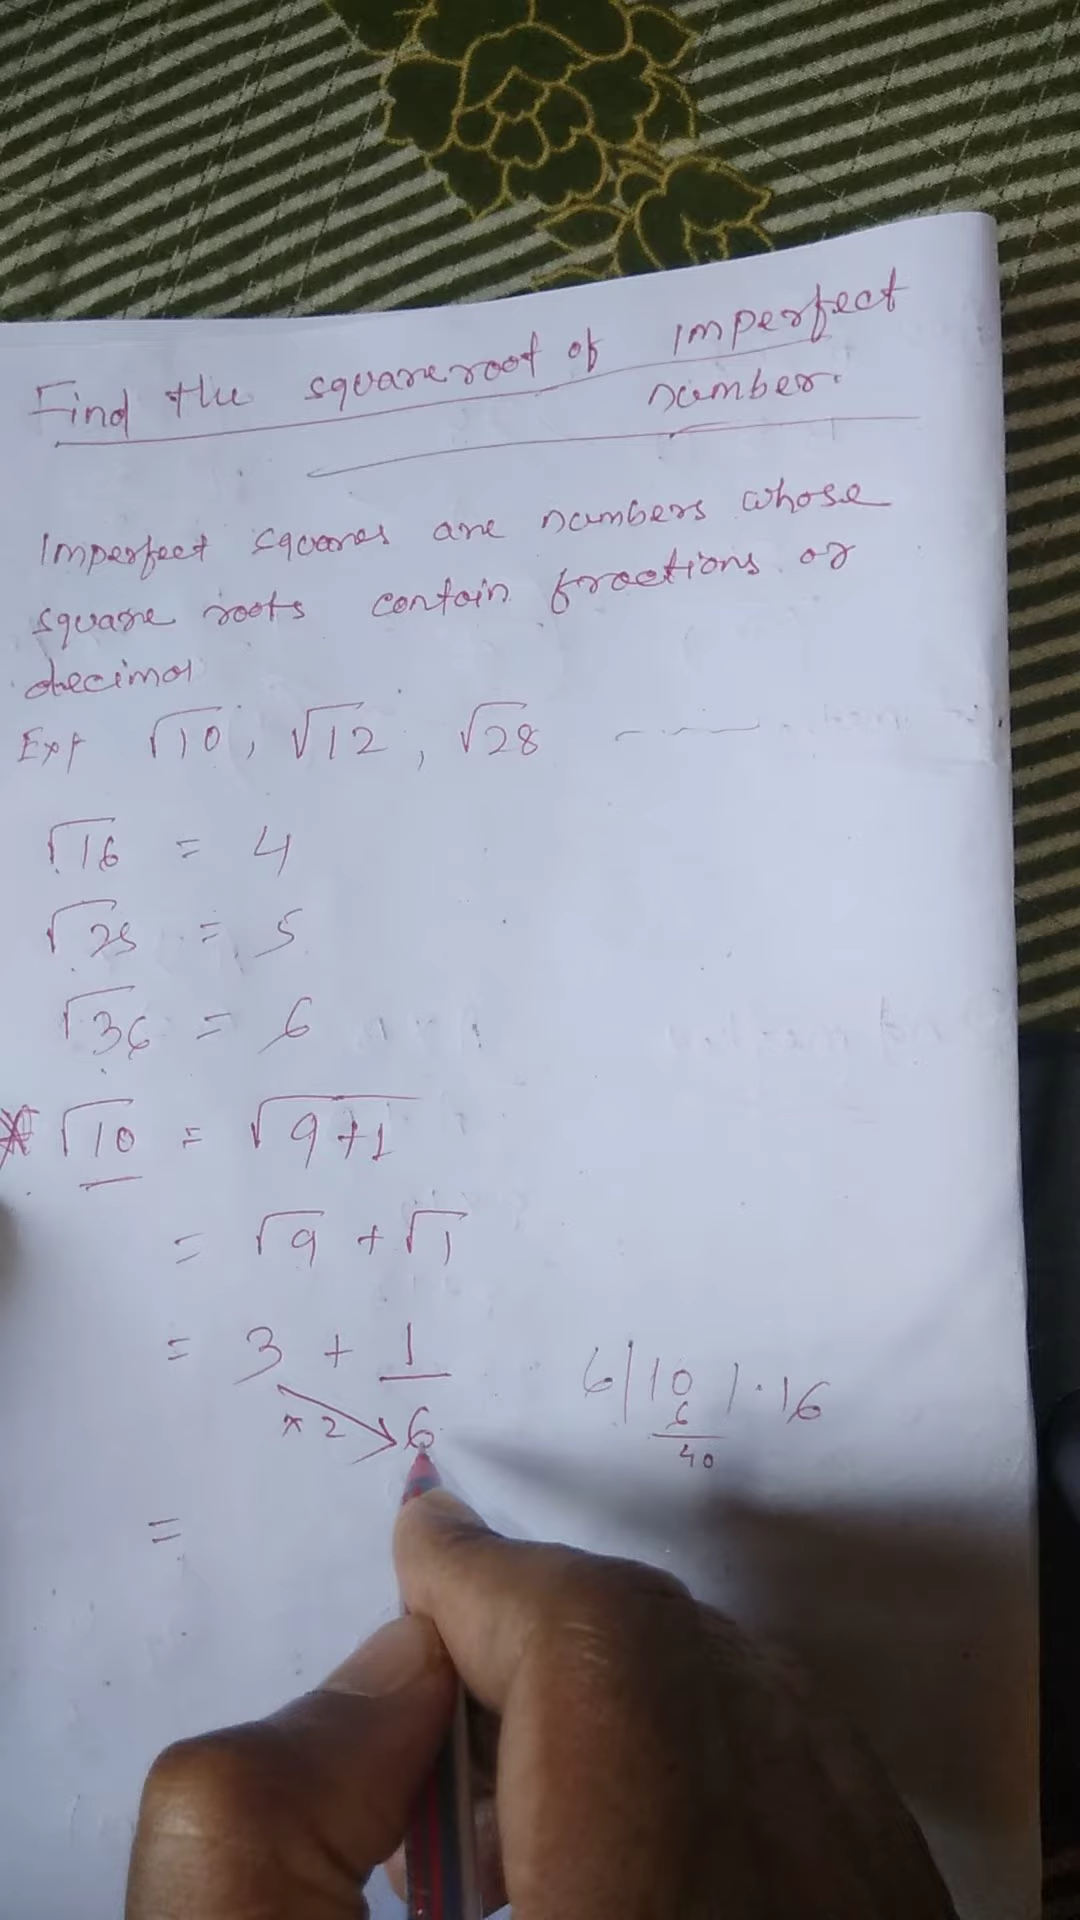 Find the squareroot of imperfect
number.
Imperfect squares are numbers whose
square roots contain fractions or
decimal
Exp √10, √12, √28 -----
√16 = 4
√25 = 5
√36 = 6
* √10 = √9+1
= √9 + √1
= 3 + 1
×2 6
6|10|.16
6
40
=